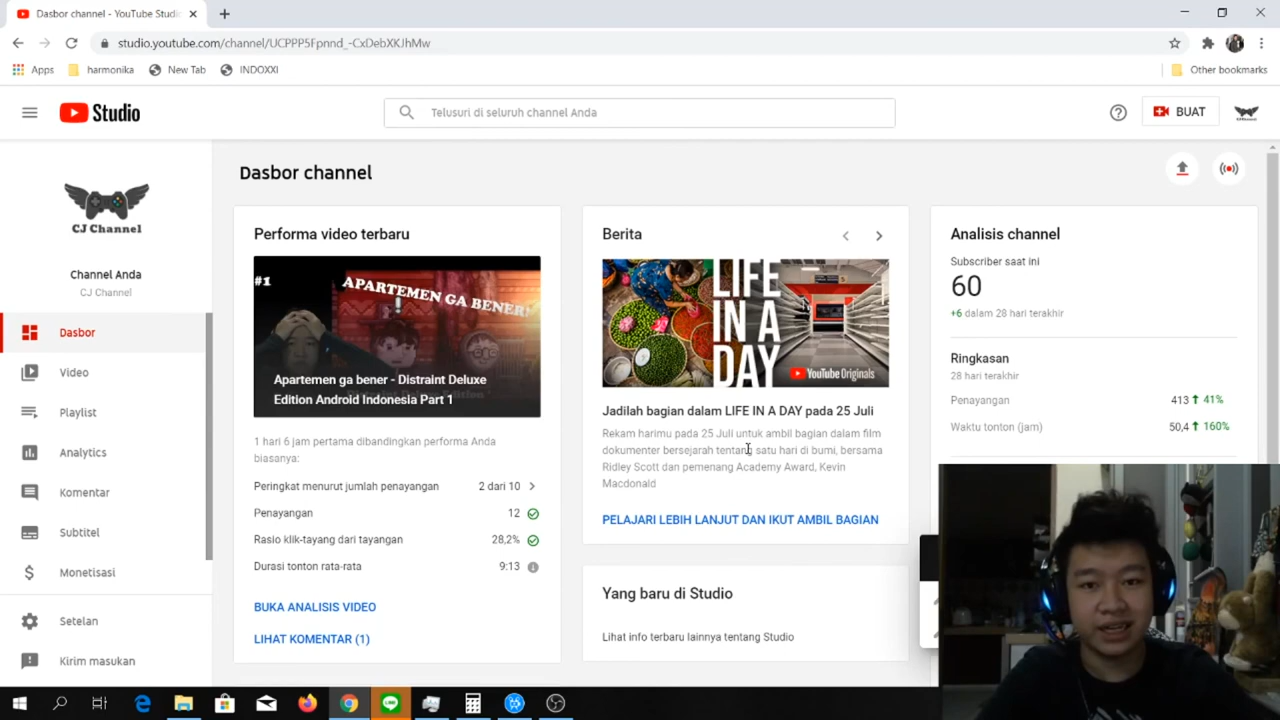 Dasbor channel - YouTube Studio
studio.youtube.com/channel/UCPPP5Fpnnd_-CxDebXKJhMw
Apps
harmonika
New Tab
INDOXXI
Other bookmarks
Studio
Telusuri di seluruh channel Anda
BUAT
CJ Channel
Channel Anda
CJ Channel
Dasbor
Video
Playlist
Analytics
Komentar
Subtitel
Monetisasi
Setelan
Kirim masukan
Dasbor channel
Performa video terbaru
#1
APARTEMEN GA BENER!
Apartemen ga bener - Distraint Deluxe
Edition Android Indonesia Part 1
1 hari 6 jam pertama dibandingkan performa Anda
biasanya:
Peringkat menurut jumlah penayangan 2 dari 10
Penayangan 12
Rasio klik-tayang dari tayangan 28,2%
Durasi tonton rata-rata 9:13
BUKA ANALISIS VIDEO
LIHAT KOMENTAR (1)
Berita
LIFE
IN A
DAY
YouTube Originals
Jadilah bagian dalam LIFE IN A DAY pada 25 Juli
Rekam harimu pada 25 Juli untuk ambil bagian dalam film
dokumenter bersejarah tentang satu hari di bumi, bersama
Ridley Scott dan pemenang Academy Award, Kevin
Macdonald
PELAJARI LEBIH LANJUT DAN IKUT AMBIL BAGIAN
Yang baru di Studio
Lihat info terbaru lainnya tentang Studio
Analisis channel
Subscriber saat ini
60
+6 dalam 28 hari terakhir
Ringkasan
28 hari terakhir
Penayangan 413 41%
Waktu tonton (jam) 50,4 160%